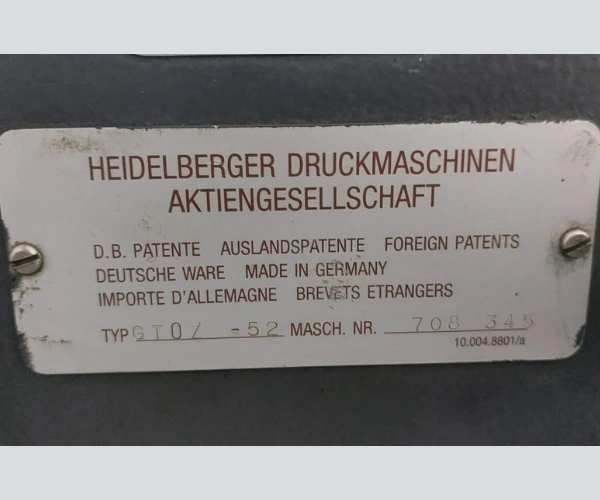 HEIDELBERGER DRUCKMASCHINEN
AKTIENGESELLSCHAFT
D.B. PATENTE AUSLANDSPATENTE FOREIGN PATENTS
DEUTSCHE WARE MADE IN GERMANY
IMPORTE D'ALLEMAGNE BREVETS ETRANGERS
TYP GTOZ -52 MASCH. NR. 708 345
10.004.8801/a